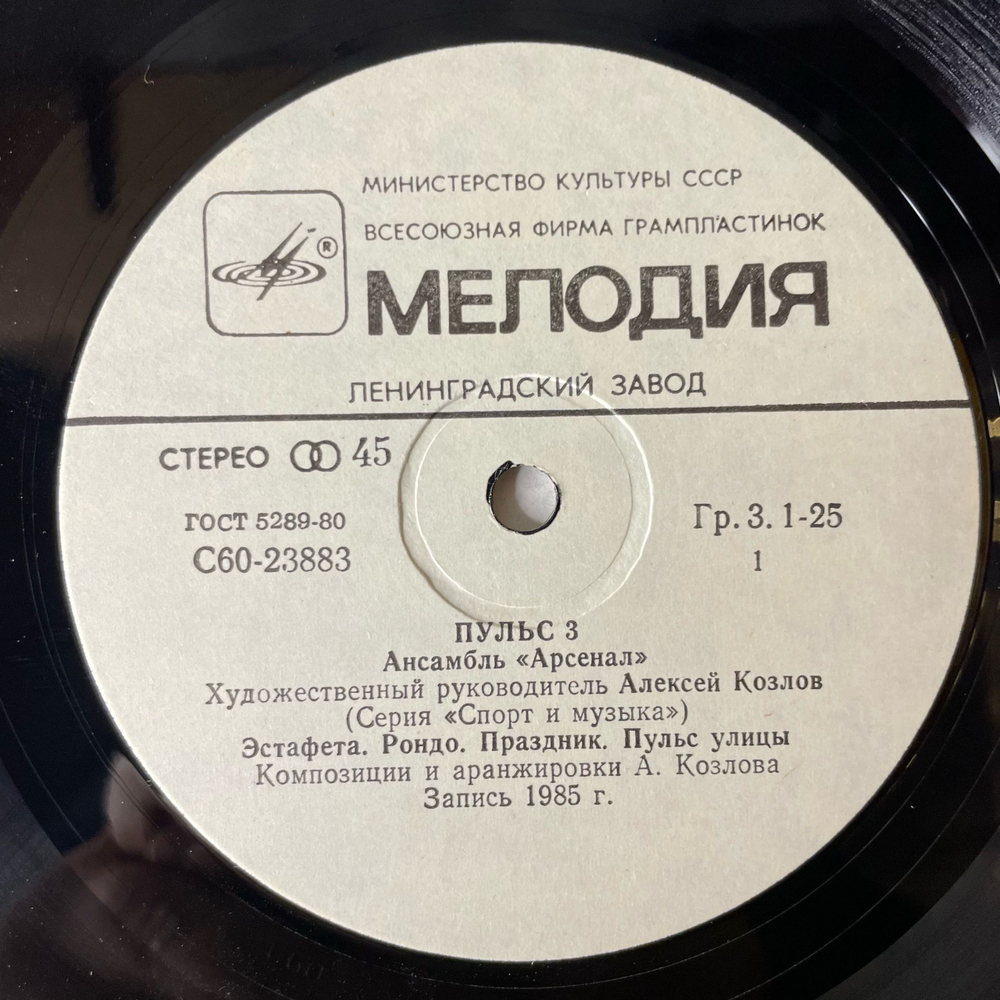 МИНИСТЕРСТВО КУЛЬТУРЫ СССР
ВСЕСОЮЗНАЯ ФИРМА ГРАМПЛАСТИНОК
®
МЕЛОДИЯ
ЛЕНИНГРАДСКИЙ ЗАВОД
СТЕРЕО 45
ГОСТ 5289-80
С60-23883
Гр. 3. 1-25
1
ПУЛЬС 3
Ансамбль «Арсенал»
Художественный руководитель Алексей Козлов
(Серия «Спорт и музыка»)
Эстафета. Рондо. Праздник. Пульс улицы
Композиции и аранжировки А. Козлова
Запись 1985 г.